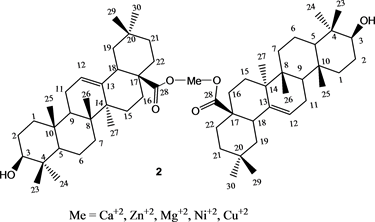 29 30
20 21
19 22
12 18 17
11 13 28
25 26 14 16 15
1 9 8 27
2 10
3 4 5 6 7
HO
23 24
O Me O
O O
24 23
4 3 OH
6 5
7 2
15 27 8 10 1
28 16 14 9 25
26 11
13 12
17 18
22 19
21 20
30 29
2
Me = Ca+2, Zn+2, Mg+2, Ni+2, Cu+2